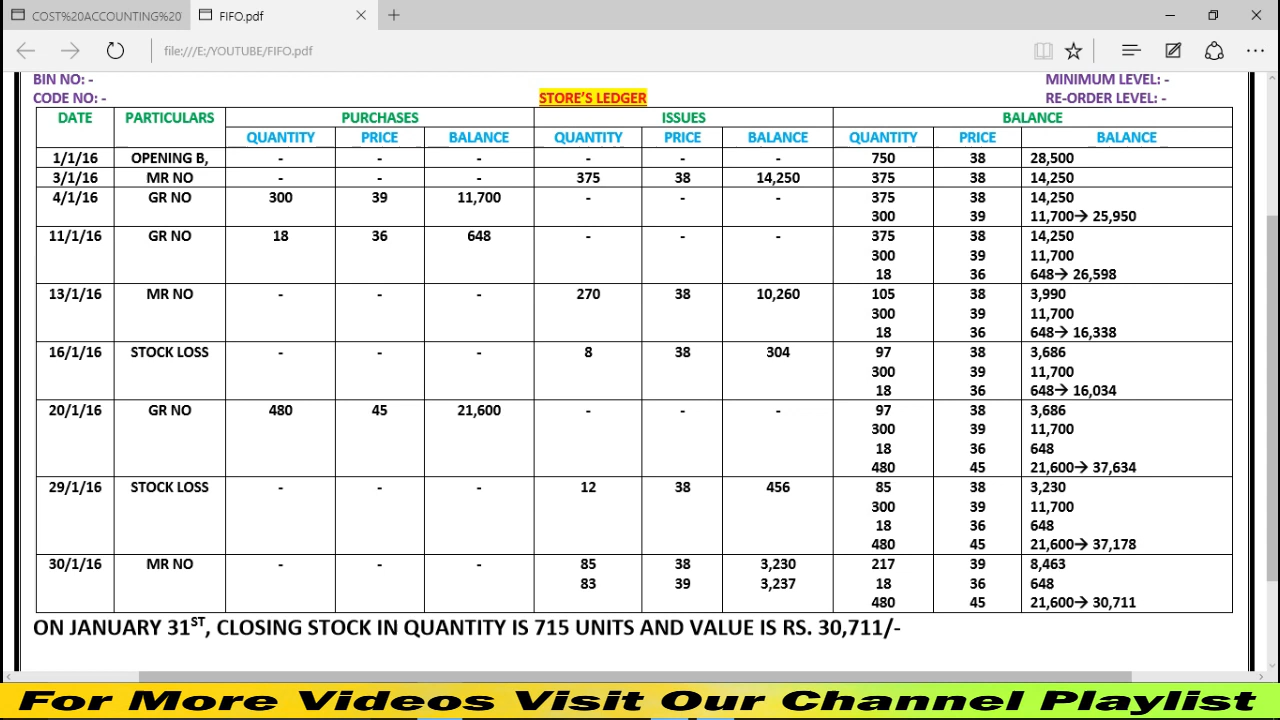 COST%20ACCOUNTING%20
FIFO.pdf
file:///E:/YOUTUBE/FIFO.pdf
BIN NO: - MINIMUM LEVEL: -
CODE NO: - STORE'S LEDGER RE-ORDER LEVEL: -
DATE PARTICULARS PURCHASES ISSUES BALANCE
QUANTITY PRICE BALANCE QUANTITY PRICE BALANCE QUANTITY PRICE BALANCE
1/1/16 OPENING B, - - - - - - 750 38 28,500
3/1/16 MR NO - - - 375 38 14,250 375 38 14,250
4/1/16 GR NO 300 39 11,700 - - - 375 38 14,250
300 39 11,700→ 25,950
11/1/16 GR NO 18 36 648 - - - 375 38 14,250
300 39 11,700
18 36 648→ 26,598
13/1/16 MR NO - - - 270 38 10,260 105 38 3,990
300 39 11,700
18 36 648→ 16,338
16/1/16 STOCK LOSS - - - 8 38 304 97 38 3,686
300 39 11,700
18 36 648→ 16,034
20/1/16 GR NO 480 45 21,600 - - - 97 38 3,686
300 39 11,700
18 36 648
480 45 21,600→ 37,634
29/1/16 STOCK LOSS - - - 12 38 456 85 38 3,230
300 39 11,700
18 36 648
480 45 21,600→ 37,178
30/1/16 MR NO - - - 85 38 3,230 217 39 8,463
83 39 3,237 18 36 648
480 45 21,600→ 30,711
ON JANUARY 31ST, CLOSING STOCK IN QUANTITY IS 715 UNITS AND VALUE IS RS. 30,711/-
For More Videos Visit Our Channel Playlist